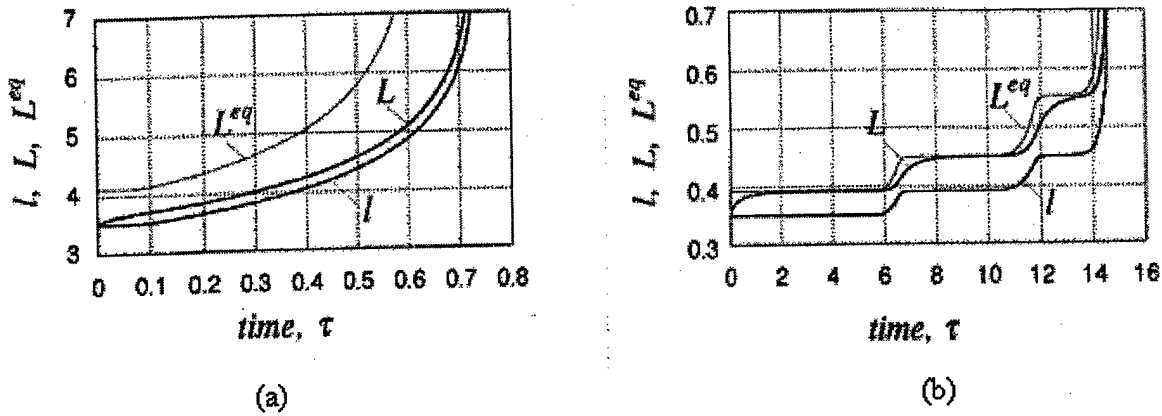 7
6
5
4
3
l, L, L^eq
L^eq
L
l
0 0.1 0.2 0.3 0.4 0.5 0.6 0.7 0.8
time, τ
(a)
0.7
0.6
0.5
0.4
0.3
l, L, L^eq
L
L^eq
l
0 2 4 6 8 10 12 14 16
time, τ
(b)